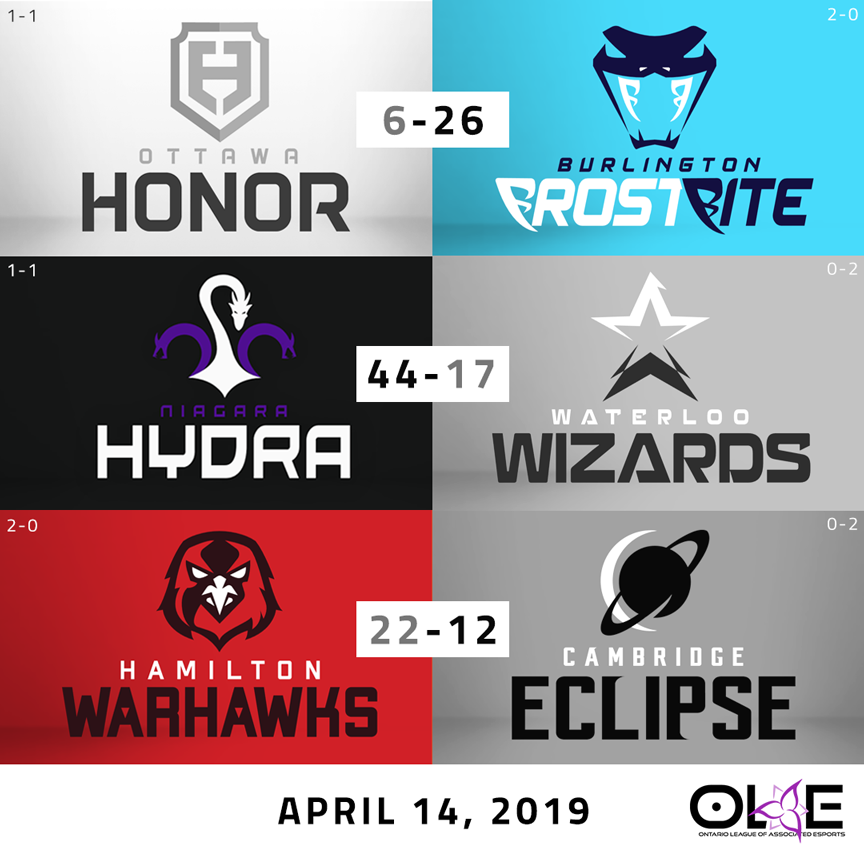 1-1
2-0
OTTAWA
HONOR
6-26
BURLINGTON
FROSTBITE
1-1
0-2
NIAGARA
HYDRA
44-17
WATERLOO
WIZARDS
2-0
0-2
HAMILTON
WARHAWKS
22-12
CAMBRIDGE
ECLIPSE
APRIL 14, 2019
OLAE
ONTARIO LEAGUE OF ASSOCIATED ESPORTS